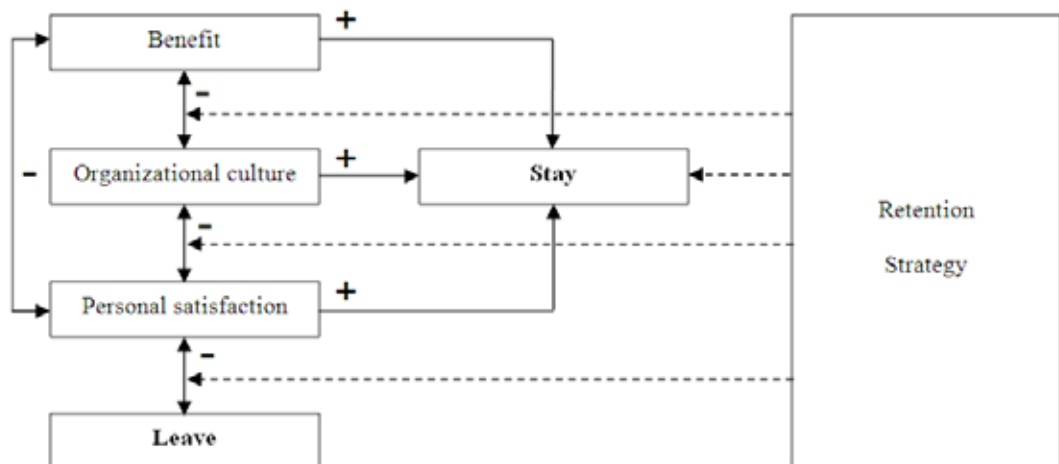 Benefit
+
-
-
Organizational culture
+
Stay
-
Retention
Strategy
Personal satisfaction
+
-
Leave